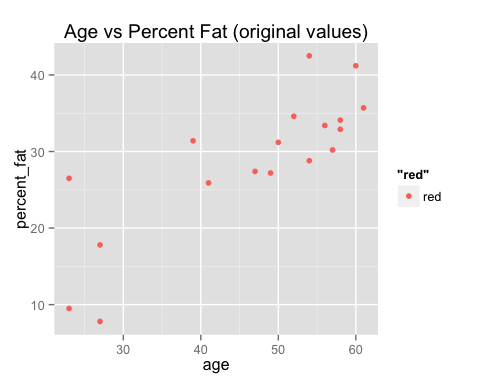 Age vs Percent Fat (original values)
40
30
20
10
percent_fat
30 40 50 60
age
"red"
red